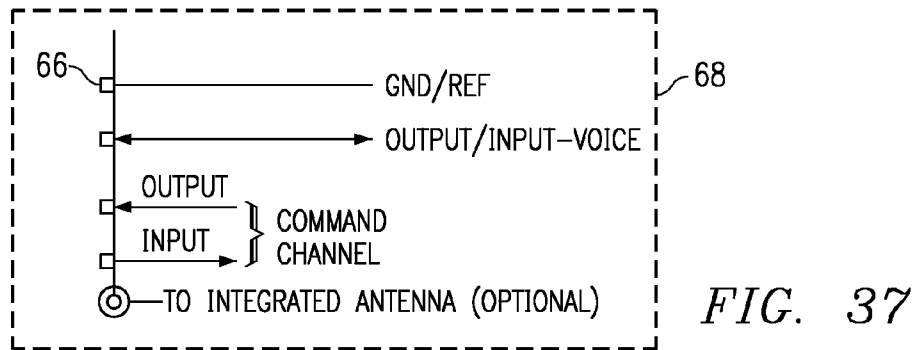 66
GND/REF
68
OUTPUT/INPUT-VOICE
OUTPUT
INPUT
COMMAND
CHANNEL
TO INTEGRATED ANTENNA (OPTIONAL)
FIG. 37